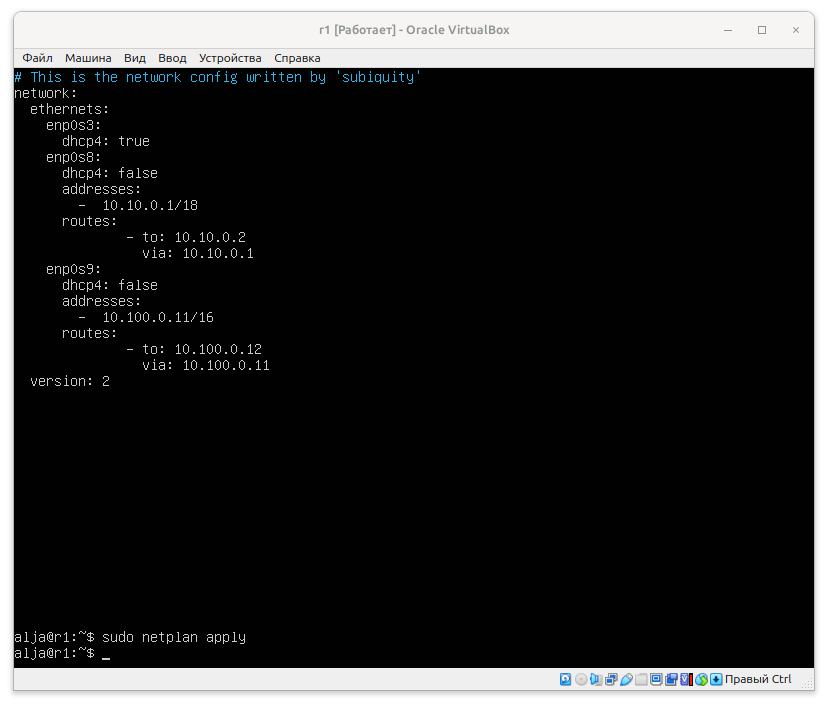 r1 [Работает] - Oracle VirtualBox
Файл Машина Вид Ввод Устройства Справка
# This is the network config written by 'subiquity'
network:
  ethernets:
    enp0s3:
      dhcp4: true
    enp0s8:
      dhcp4: false
      addresses:
        -  10.10.0.1/18
      routes:
              - to: 10.10.0.2
                via: 10.10.0.1
    enp0s9:
      dhcp4: false
      addresses:
        -  10.100.0.11/16
      routes:
              - to: 10.100.0.12
                via: 10.100.0.11
  version: 2
alja@r1:~$ sudo netplan apply
alja@r1:~$ _
Правый Ctrl